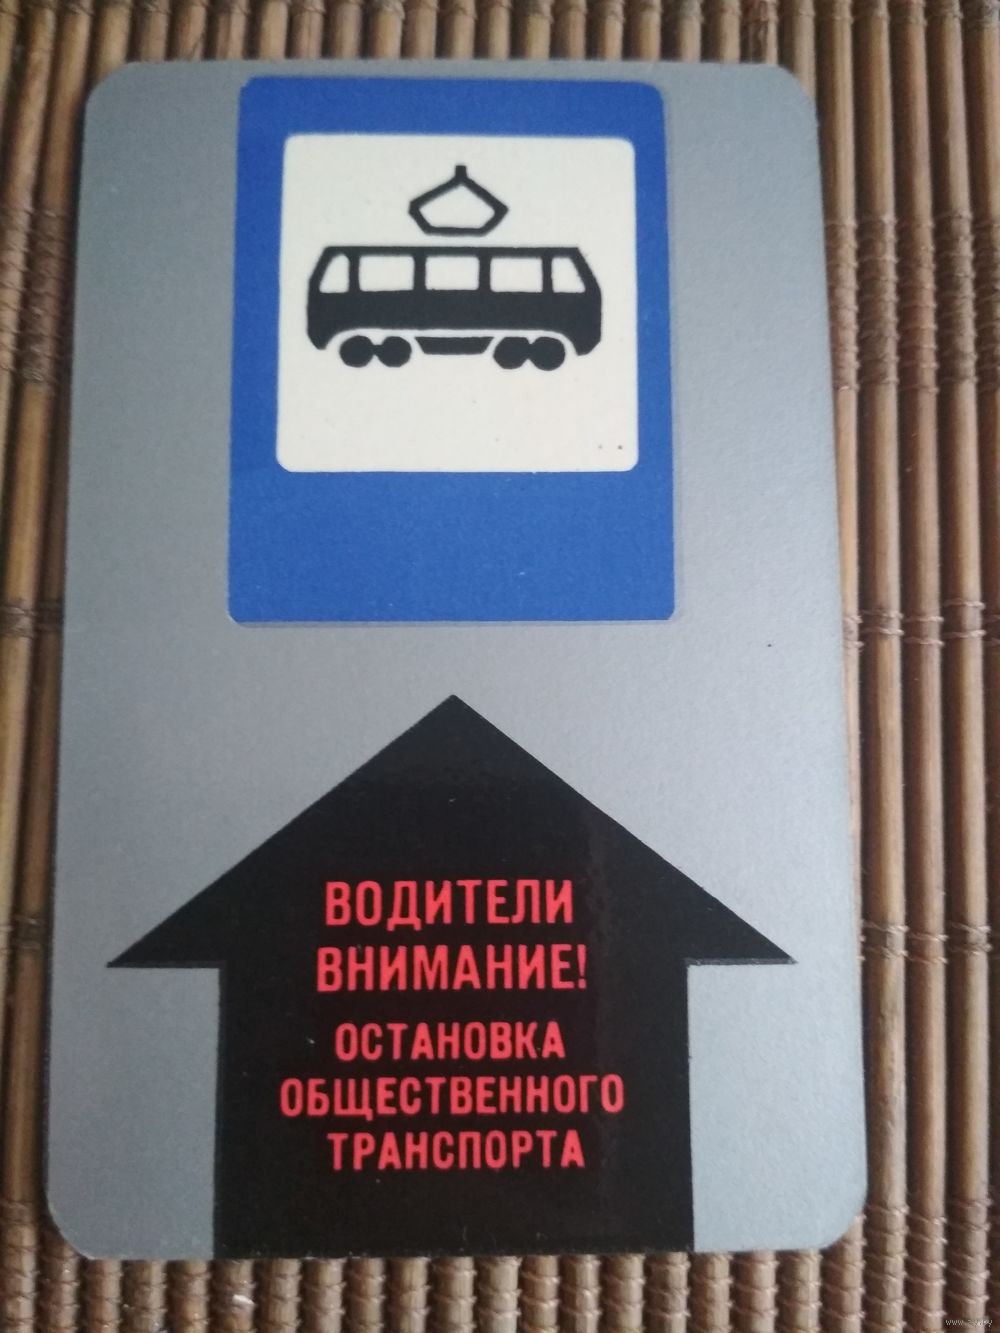 ВОДИТЕЛИ
ВНИМАНИЕ!
ОСТАНОВКА
ОБЩЕСТВЕННОГО
ТРАНСПОРТА